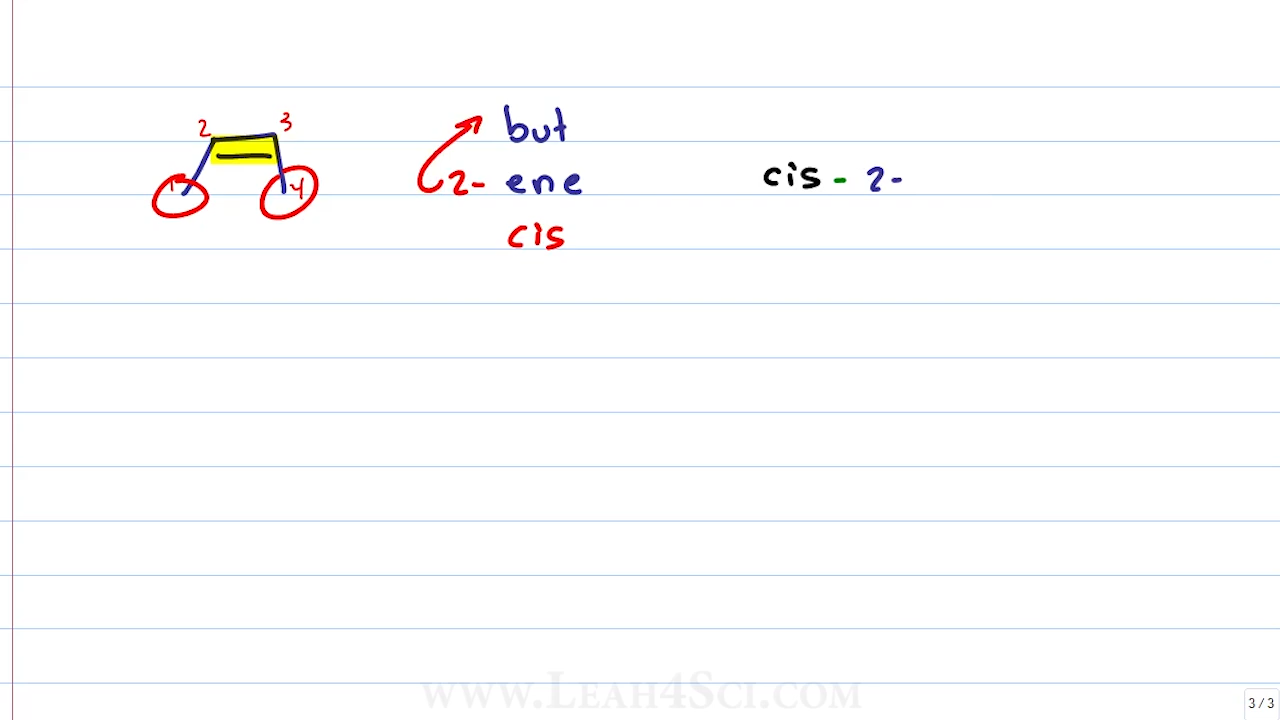 2 3
1 4
but
2- ene
cis
cis - 2-
www.Leah4Sci.com
3 / 3